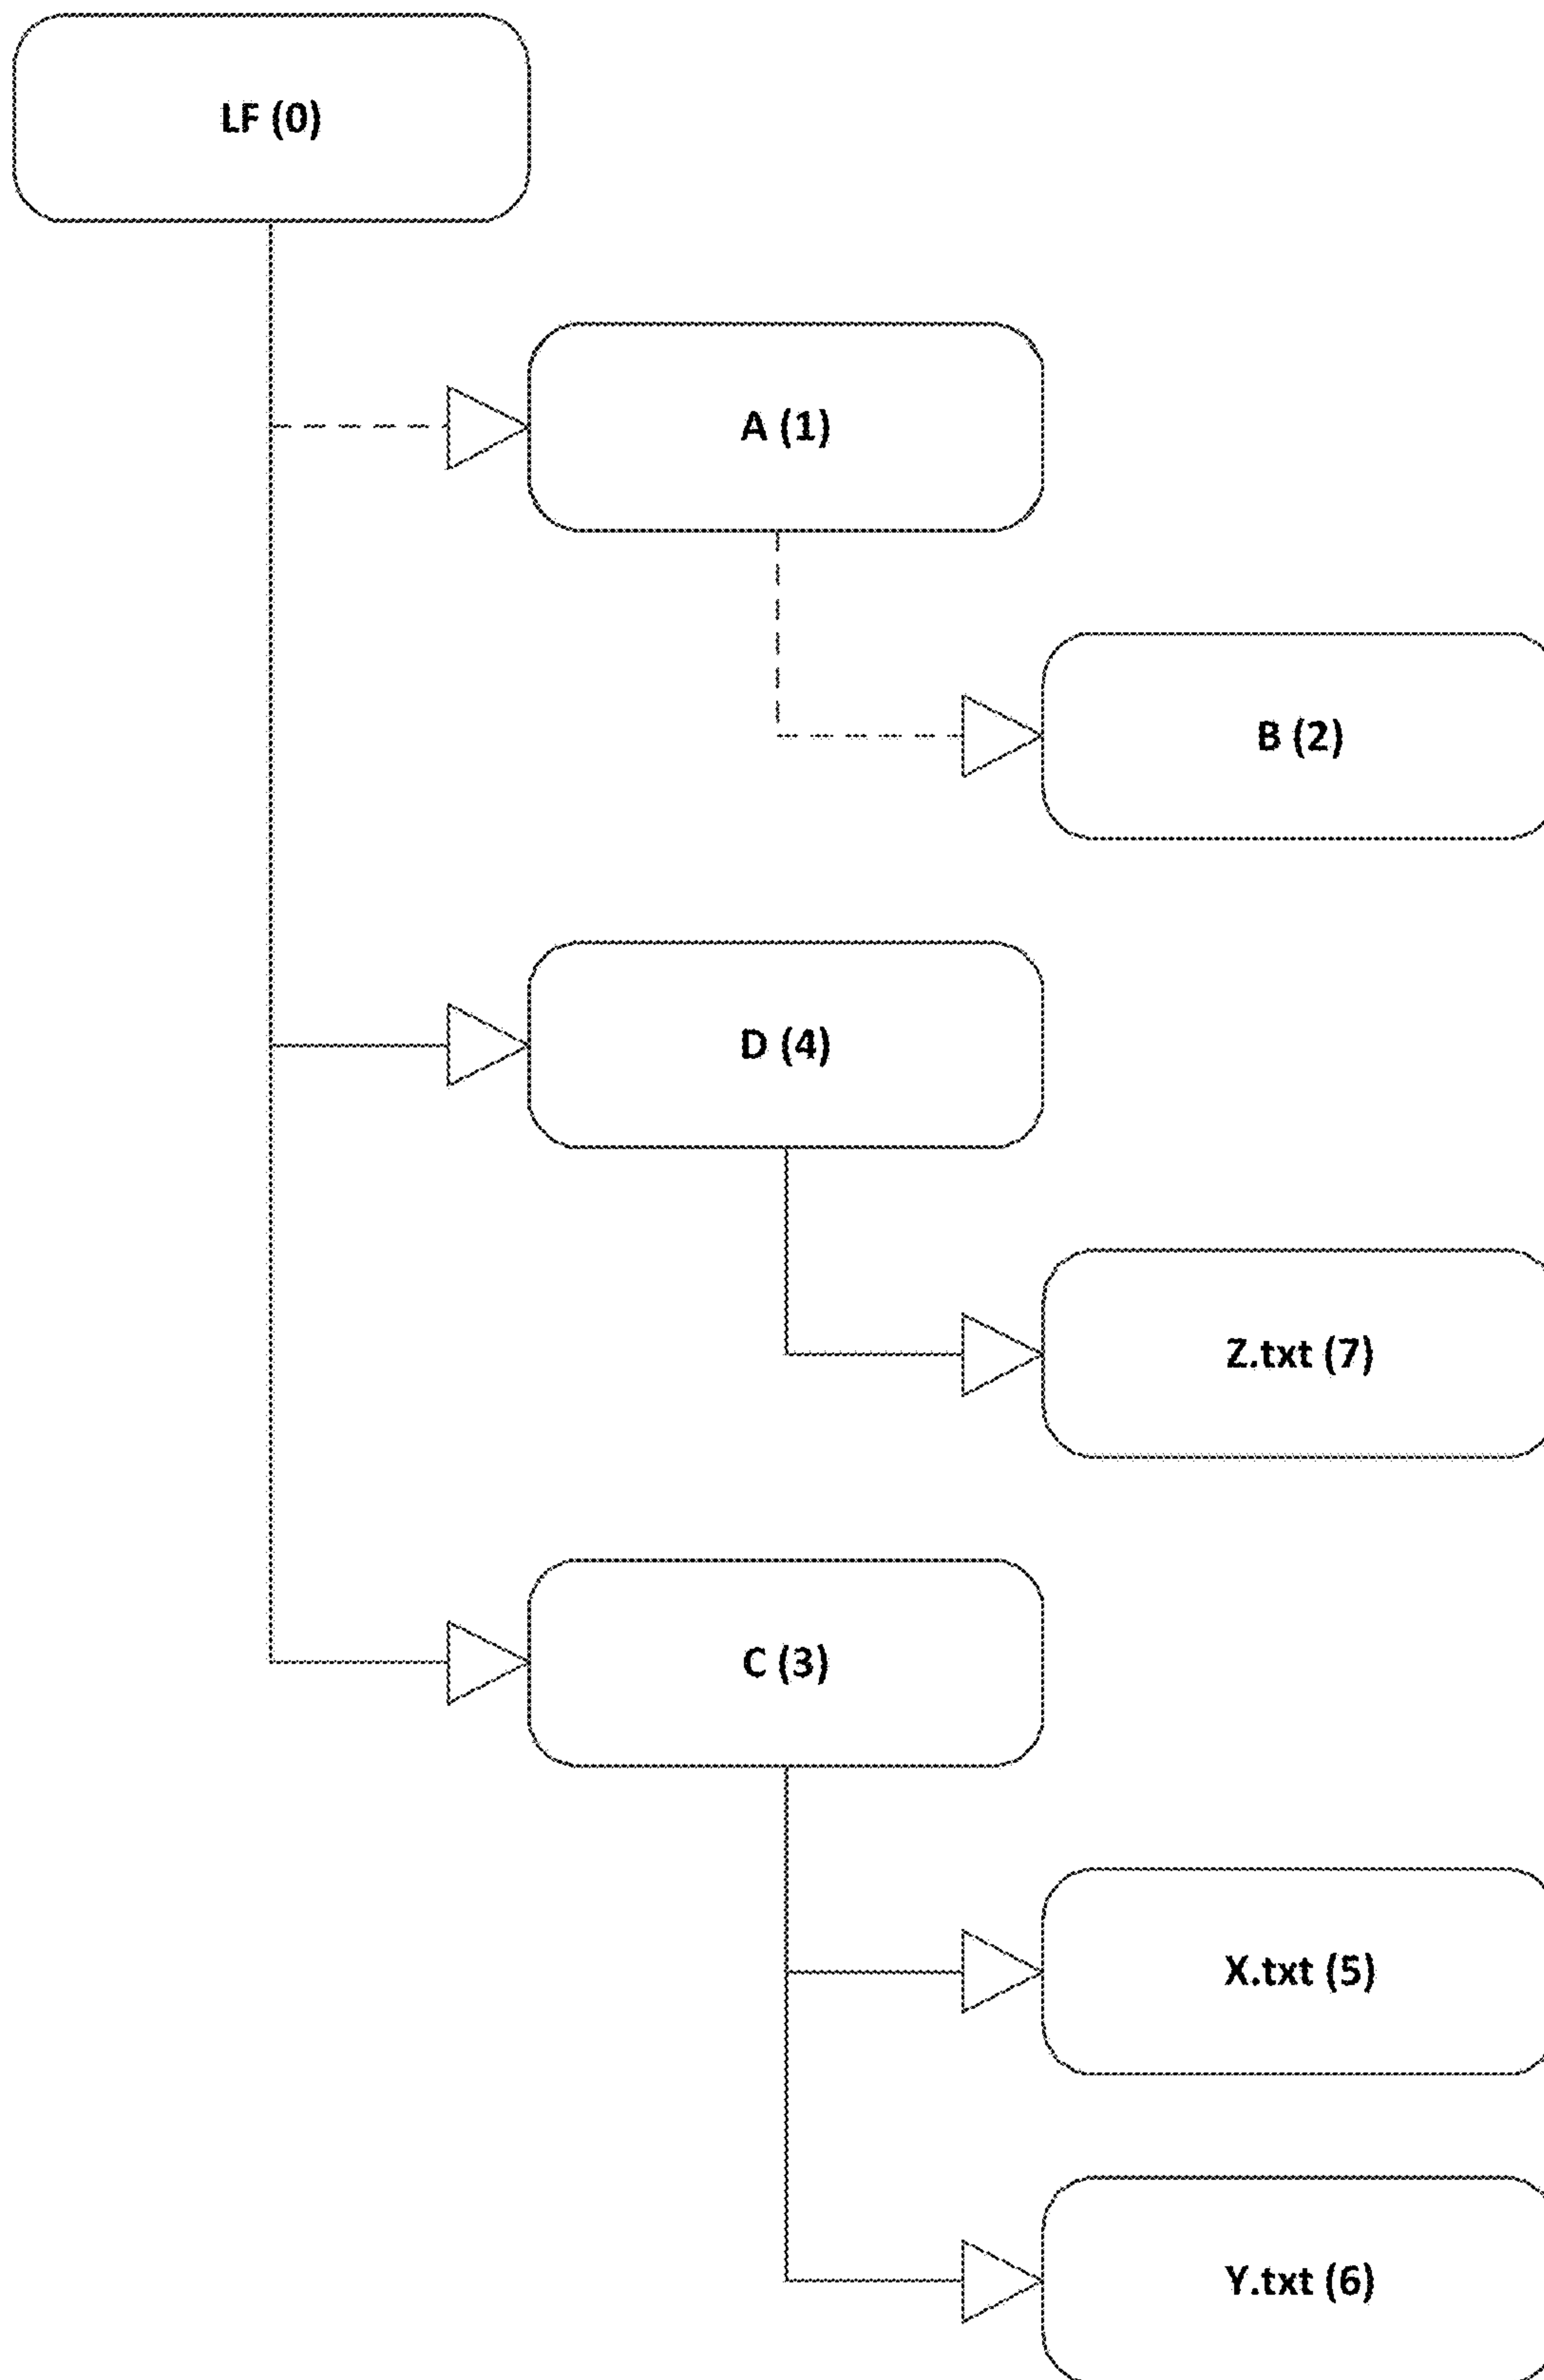 LF (0)
A (1)
B (2)
D (4)
Z.txt (7)
C (3)
X.txt (5)
Y.txt (6)